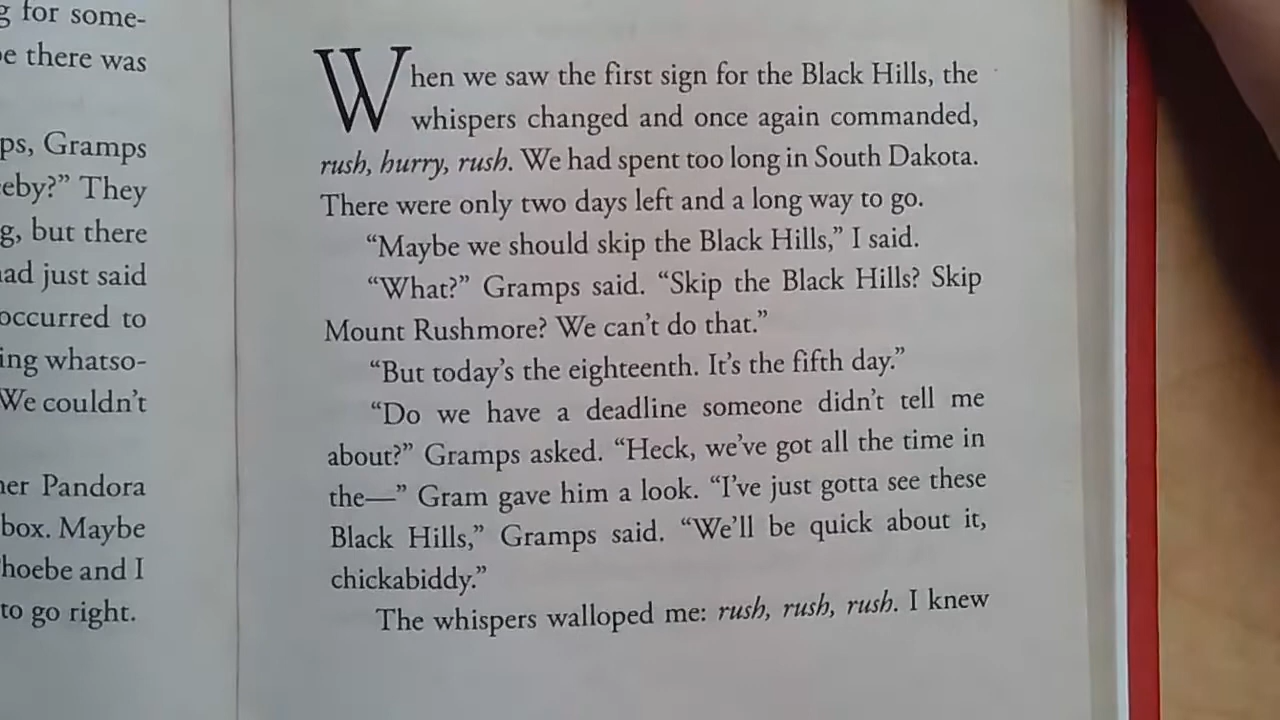 g for some-
e there was
ps, Gramps
eby?” They
g, but there
ad just said
occurred to
ing whatso-
We couldn't
er Pandora
box. Maybe
hoebe and I
to go right.
When we saw the first sign for the Black Hills, the
whispers changed and once again commanded,
rush, hurry, rush. We had spent too long in South Dakota.
There were only two days left and a long way to go.
“Maybe we should skip the Black Hills,” I said.
“What?” Gramps said. “Skip the Black Hills? Skip
Mount Rushmore? We can't do that.”
“But today's the eighteenth. It's the fifth day.”
“Do we have a deadline someone didn't tell me
about?” Gramps asked. “Heck, we've got all the time in
the—” Gram gave him a look. “I've just gotta see these
Black Hills,” Gramps said. “We'll be quick about it,
chickabiddy.”
The whispers walloped me: rush, rush, rush. I knew